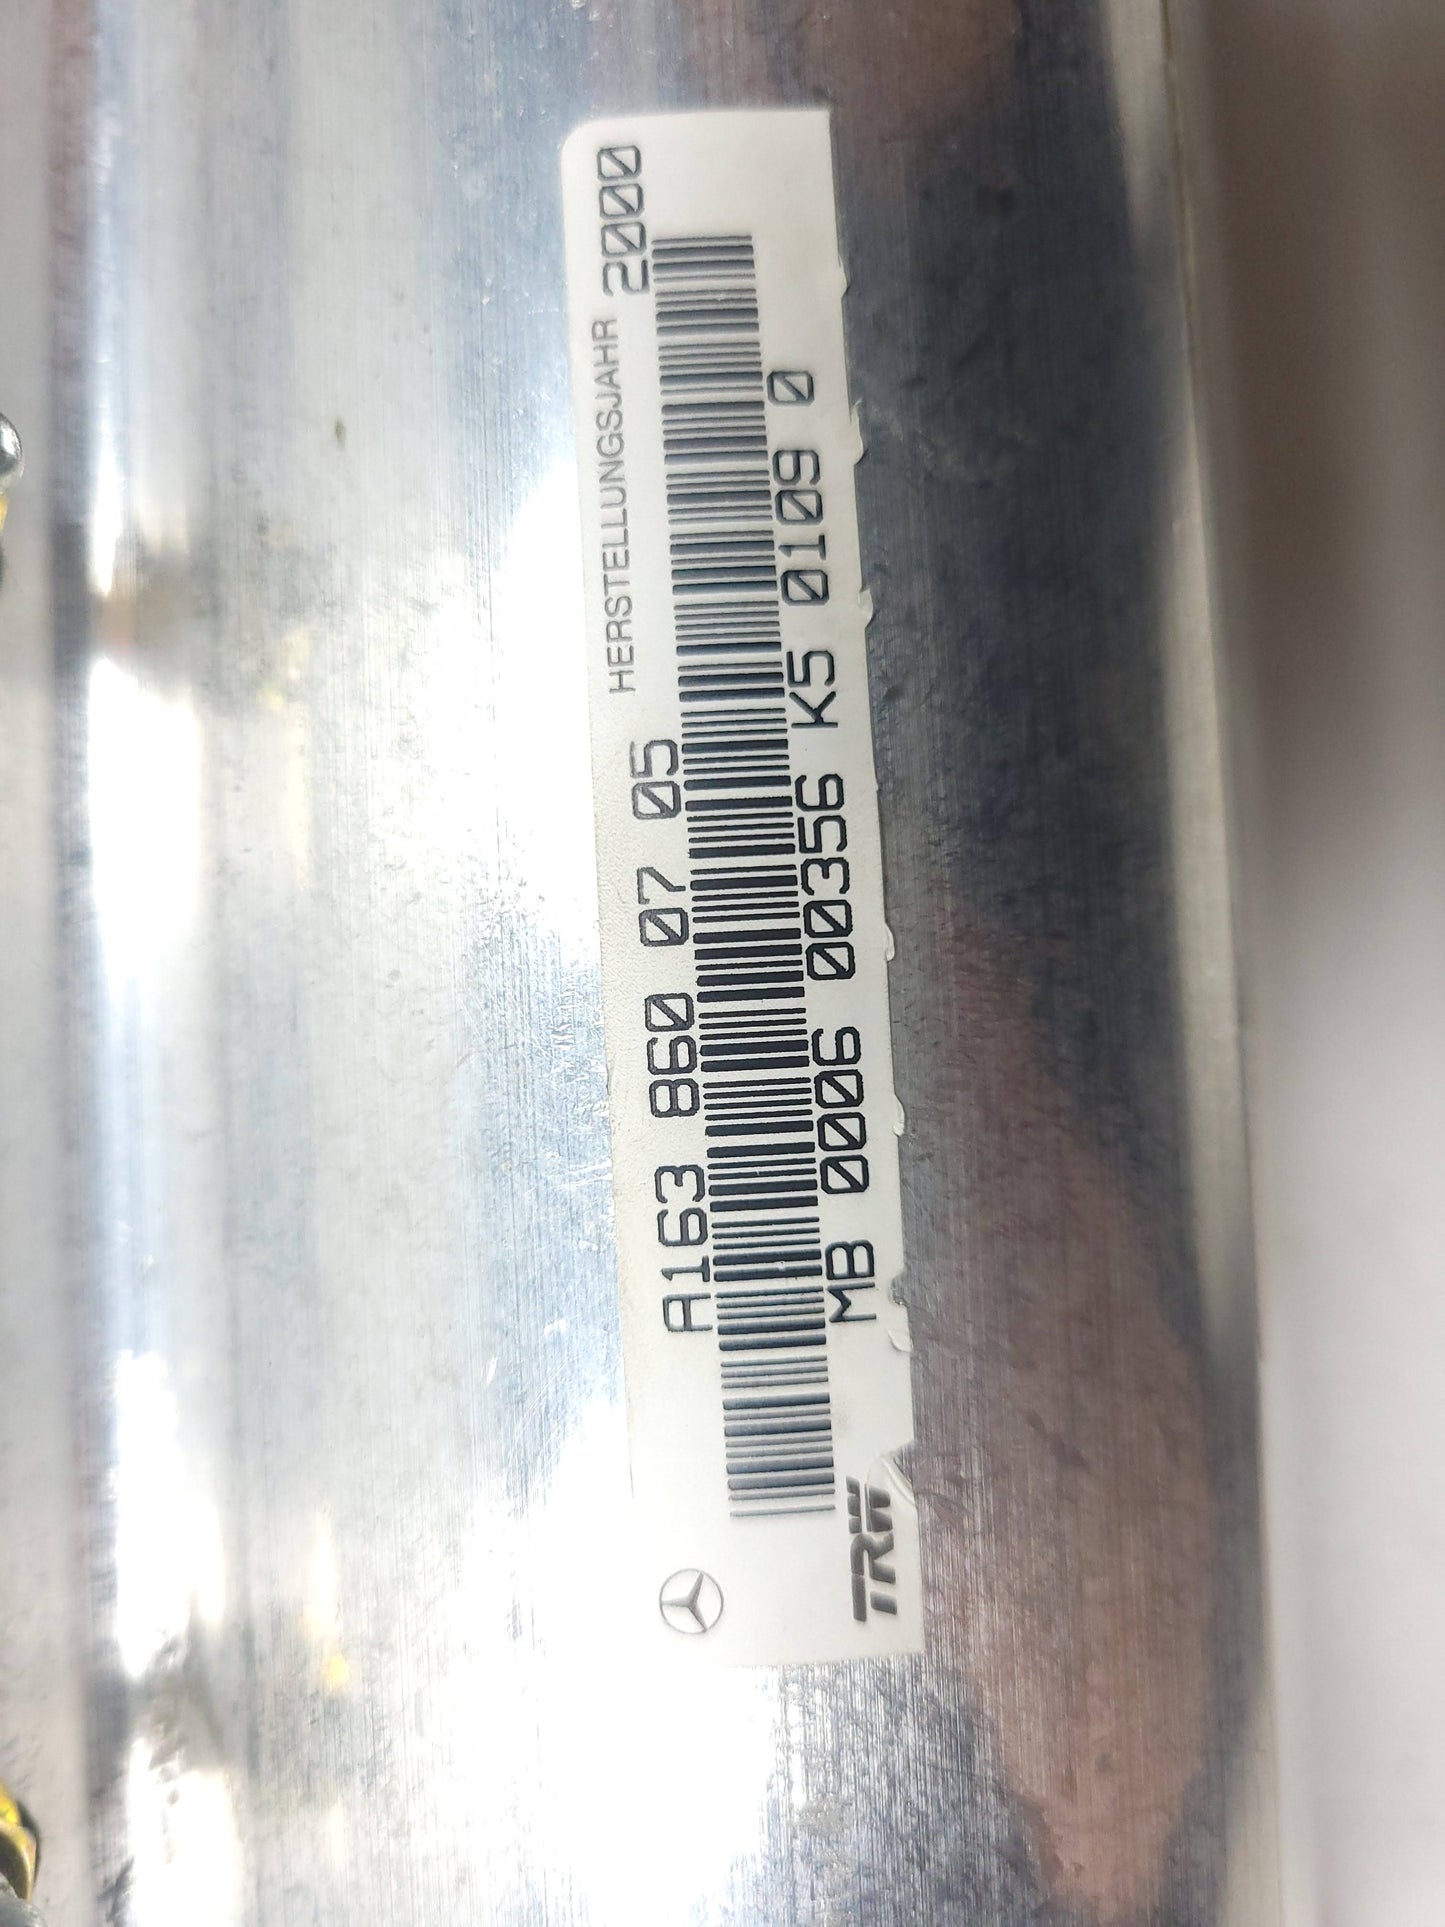 A163 860 07 05 HERSTELLUNGSJAHR 2000
MB 0006 00356 K5 0109 0
TRW